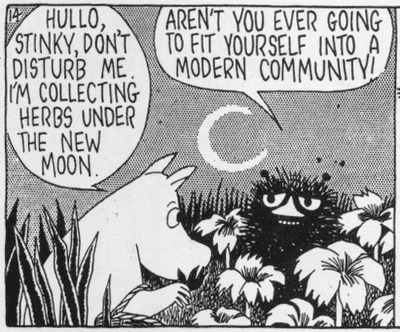 14
HULLO,
STINKY, DON'T
DISTURB ME.
I'M COLLECTING
HERBS UNDER
THE NEW
MOON.
AREN'T YOU EVER GOING
TO FIT YOURSELF INTO A
MODERN COMMUNITY!